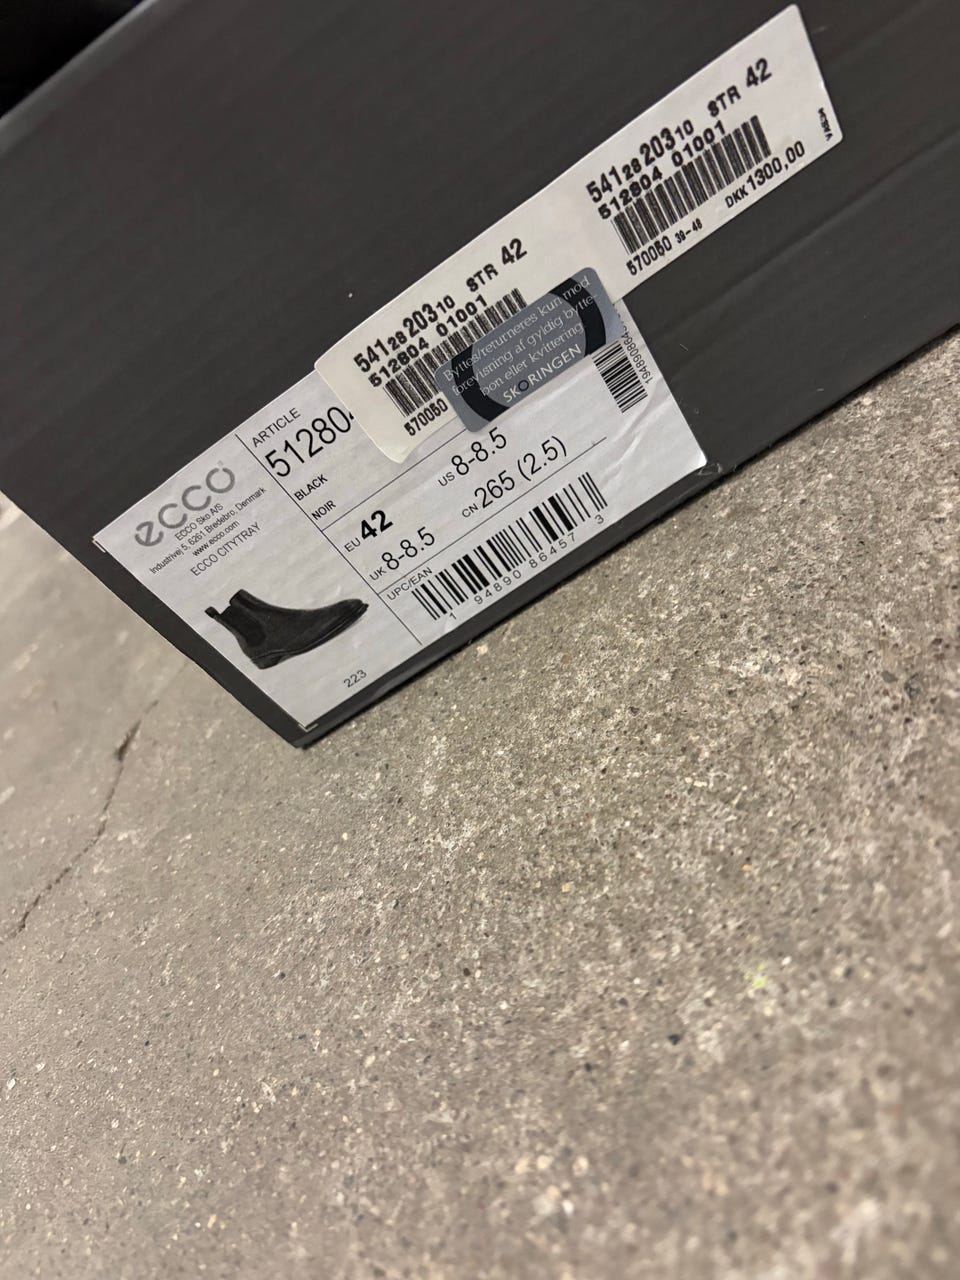 541 28 203 10 STR 42
512804 01001
570050 39-48 DKK 1300,00
541 28 203 10 STR 42
512804 01001
570050
Byttes/returneres kun mod
forevisning af gyldig bytte-
bon eller kvittering
SKORINGEN
ecco
ECCO Sko A/S
Industrivej 5, 6261 Bredebro, Denmark
www.ecco.com
ECCO CITYTRAY
223
ARTICLE
51280
BLACK
NOIR
EU 42
US 8-8.5
UK 8-8.5
CN 265 (2.5)
UPC/EAN
1 94890 86457 3